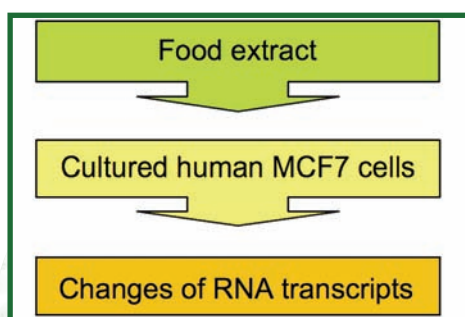 Food extract
Cultured human MCF7 cells
Changes of RNA transcripts